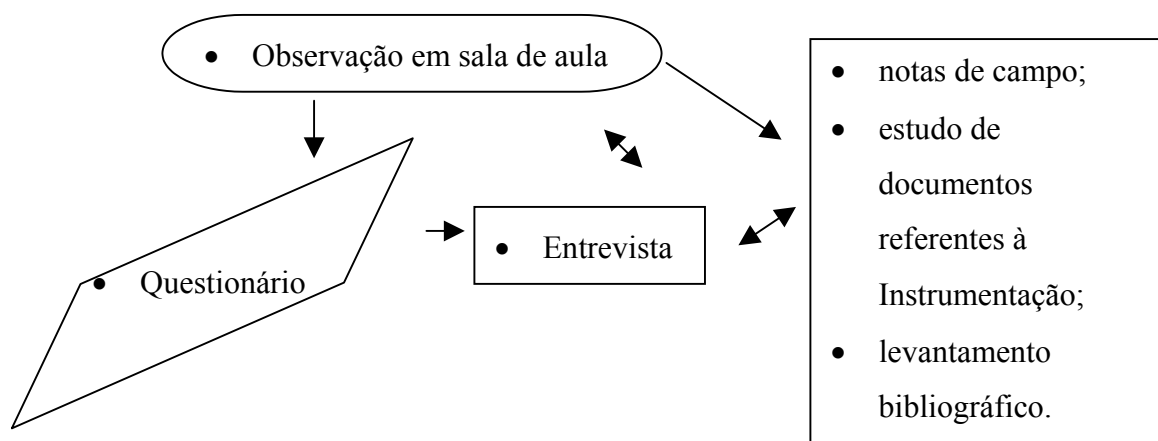 • Observação em sala de aula
• Questionário
• Entrevista
• notas de campo;
• estudo de
documentos
referentes à
Instrumentação;
• levantamento
bibliográfico.